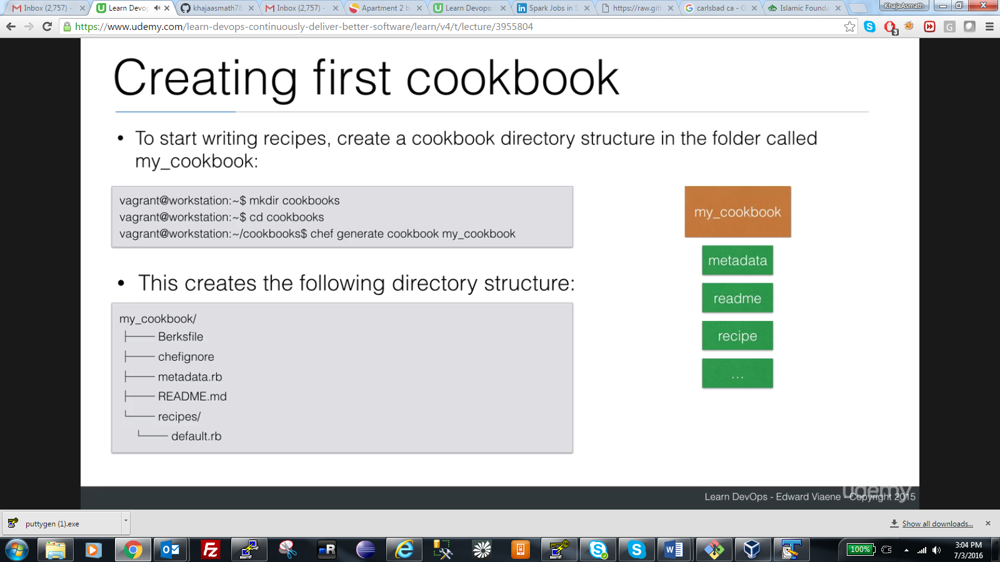 Inbox (2,757) -
Learn Devop
khajaasmath78
Inbox (2,757) -
Apartment 2 b
Learn Devops:
Spark Jobs in S
https://raw.git
carlsbad ca - G
Islamic Founda
KhajaAsmath
https://www.udemy.com/learn-devops-continuously-deliver-better-software/learn/v4/t/lecture/3955804
3
G
Creating first cookbook
• To start writing recipes, create a cookbook directory structure in the folder called
my_cookbook:
vagrant@workstation:~$ mkdir cookbooks
vagrant@workstation:~$ cd cookbooks
vagrant@workstation:~/cookbooks$ chef generate cookbook my_cookbook
• This creates the following directory structure:
my_cookbook/
├── Berksfile
├── chefignore
├── metadata.rb
├── README.md
└── recipes/
└── default.rb
my_cookbook
metadata
readme
recipe
...
udemy
Learn DevOps - Edward Viaene - Copyright 2015
puttygen (1).exe
Show all downloads...
100%
3:04 PM
7/3/2016